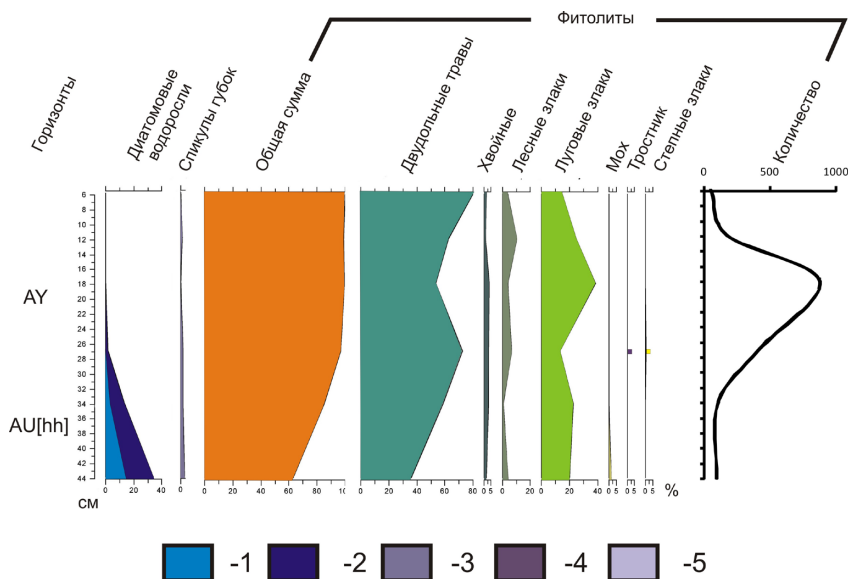 Фитолиты
Горизонты
Диатомовые
водоросли
Спикулы губок
Общая сумма
Двудольные травы
Хвойные
Лесные злаки
Луговые злаки
Мох
Тростник
Степные злаки
Количество
0 500 1000
6
8
10
12
14
16
18
20
22
24
26
28
30
32
34
36
38
40
42
44
AY
AU[hh]
см
0 20 40 0 5 0 20 40 60 80 10 0 20 40 60 80 0 5 0 20 0 20 40 0 5 0 5 0 5 %
-1 -2 -3 -4 -5